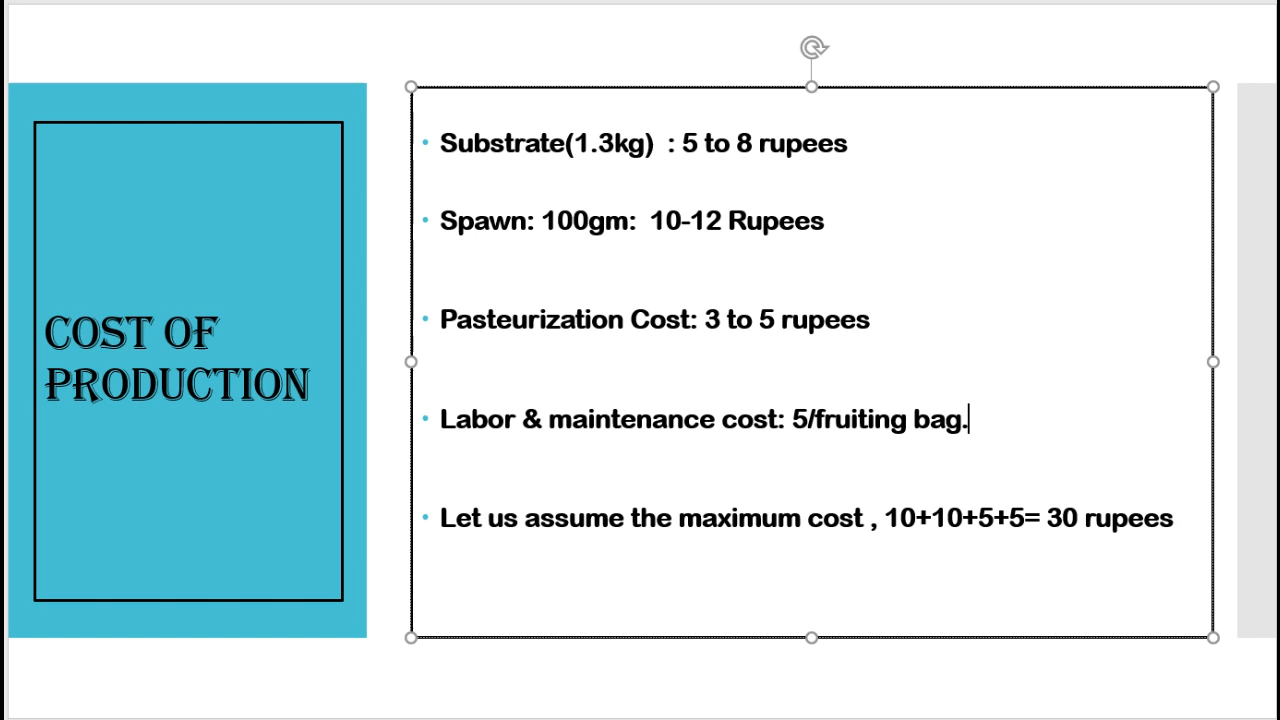 COST OF
PRODUCTION
• Substrate(1.3kg)  : 5 to 8 rupees
• Spawn: 100gm:  10-12 Rupees
• Pasteurization Cost: 3 to 5 rupees
• Labor & maintenance cost: 5/fruiting bag.
• Let us assume the maximum cost , 10+10+5+5= 30 rupees